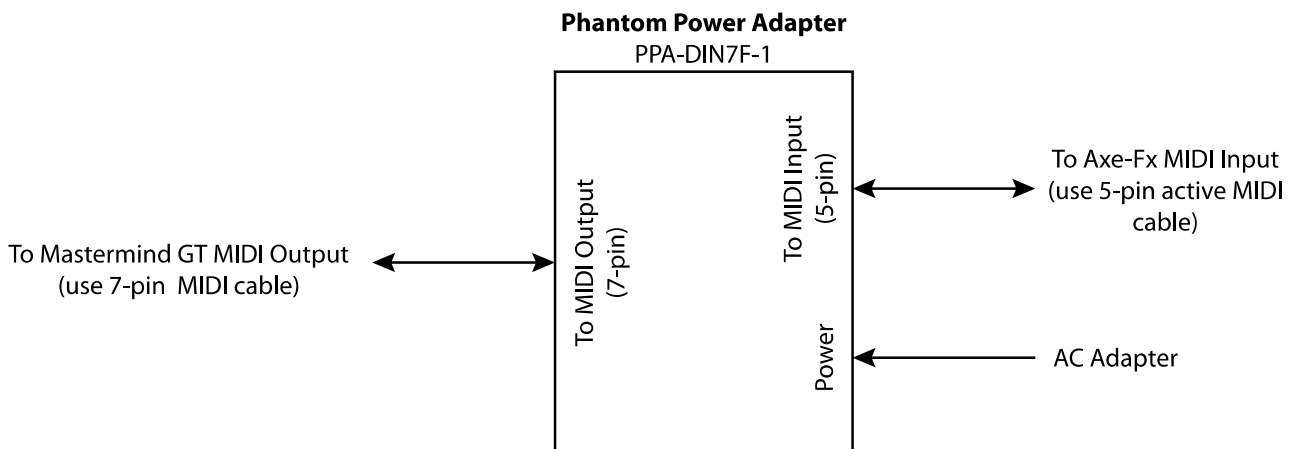 Phantom Power Adapter
PPA-DIN7F-1
To Mastermind GT MIDI Output
(use 7-pin  MIDI cable)
To MIDI Output
(7-pin)
To MIDI Input
(5-pin)
Power
To Axe-Fx MIDI Input
(use 5-pin active MIDI
cable)
AC Adapter